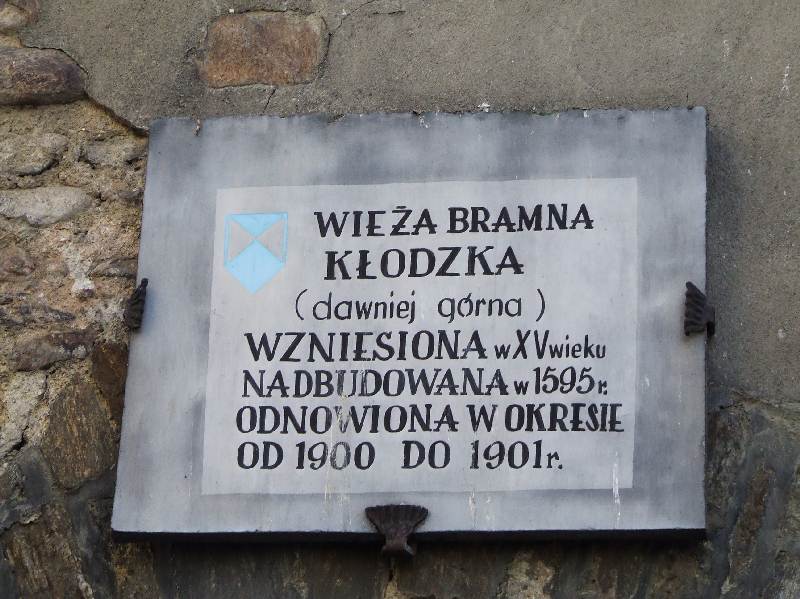 WIEŻA BRAMNA
KŁODZKA
(dawniej górna)
WZNIESIONA w XV wieku
NADBUDOWANA w 1595 r.
ODNOWIONA W OKRESIE
OD 1900 DO 1901 r.